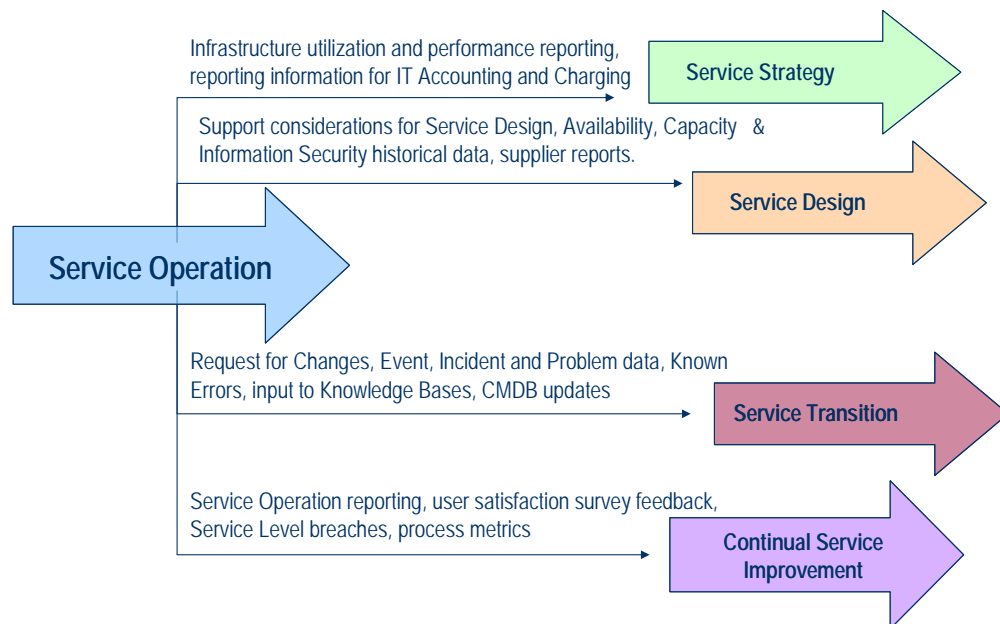 Infrastructure utilization and performance reporting,
reporting information for IT Accounting and Charging
Service Strategy
Support considerations for Service Design, Availability, Capacity &
Information Security historical data, supplier reports.
Service Design
Service Operation
Request for Changes, Event, Incident and Problem data, Known
Errors, input to Knowledge Bases, CMDB updates
Service Transition
Service Operation reporting, user satisfaction survey feedback,
Service Level breaches, process metrics
Continual Service
Improvement